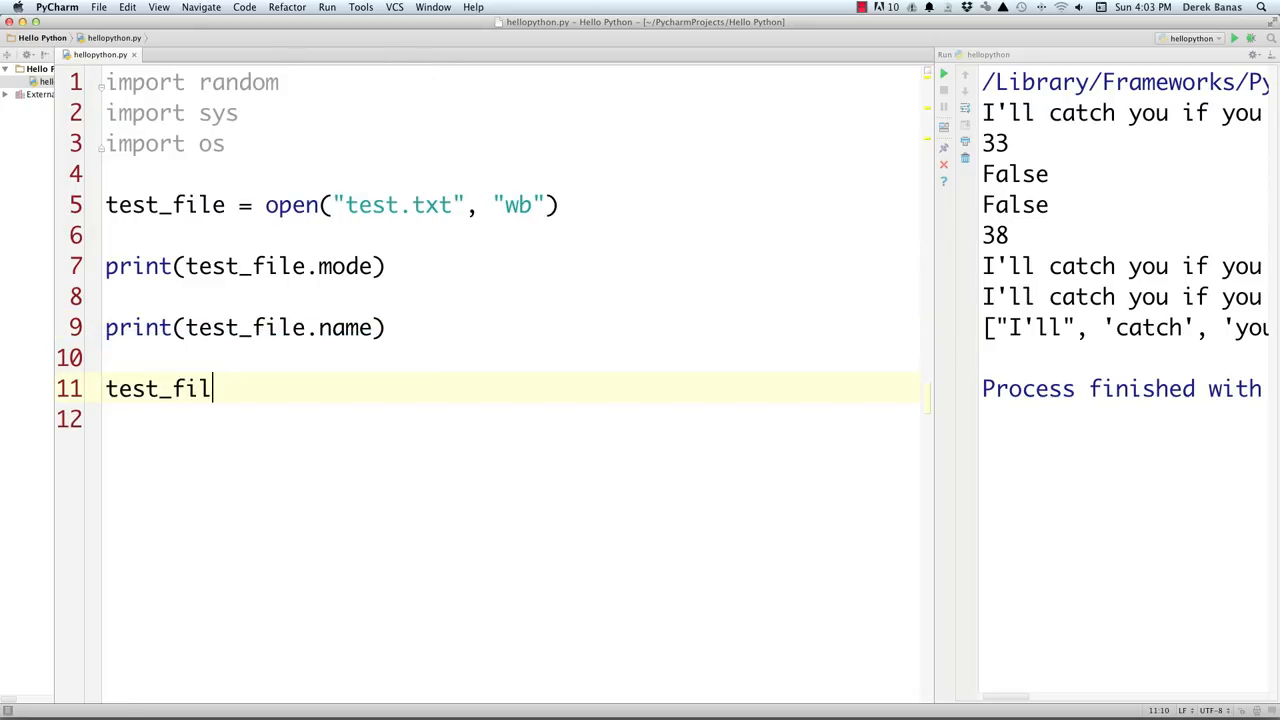 PyCharm File Edit View Navigate Code Refactor Run Tools VCS Window Help 10 Sun 4:03 PM Derek Banas
hellopython.py - Hello Python - [~/PycharmProjects/Hello Python]
Hello Python hellopython.py hellopython
hellopython.py Run hellopython
Hello P
hell
Externa
1 import random
2 import sys
3 import os
4
5 test_file = open("test.txt", "wb")
6
7 print(test_file.mode)
8
9 print(test_file.name)
10
11 test_fil
12
/Library/Frameworks/Py
I'll catch you if you
33
False
False
38
I'll catch you if you
I'll catch you if you
["I'll", 'catch', 'you
Process finished with
11:10 LF UTF-8